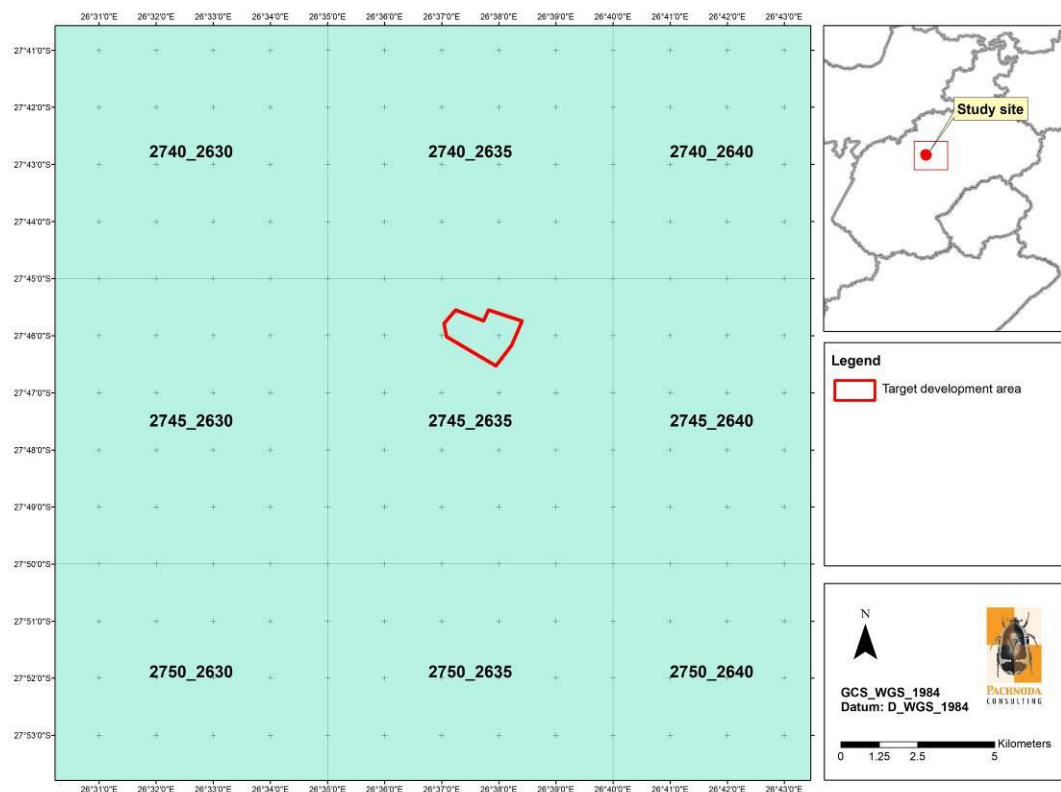 26°31'0"E 26°32'0"E 26°33'0"E 26°34'0"E 26°35'0"E 26°36'0"E 26°37'0"E 26°38'0"E 26°39'0"E 26°40'0"E 26°41'0"E 26°42'0"E 26°43'0"E
27°41'0"S
27°42'0"S
2740_2630 2740_2635 2740_2640
27°43'0"S
27°44'0"S
27°45'0"S
27°46'0"S
27°47'0"S
2745_2630 2745_2635 2745_2640
27°48'0"S
27°49'0"S
27°50'0"S
27°51'0"S
2750_2630 2750_2635 2750_2640
27°52'0"S
27°53'0"S
26°31'0"E 26°32'0"E 26°33'0"E 26°34'0"E 26°35'0"E 26°36'0"E 26°37'0"E 26°38'0"E 26°39'0"E 26°40'0"E 26°41'0"E 26°42'0"E 26°43'0"E
Study site
Legend
Target development area
N
PACHNODA
CONSULTING
GCS_WGS_1984
Datum: D_WGS_1984
Kilometers
0 1.25 2.5 5